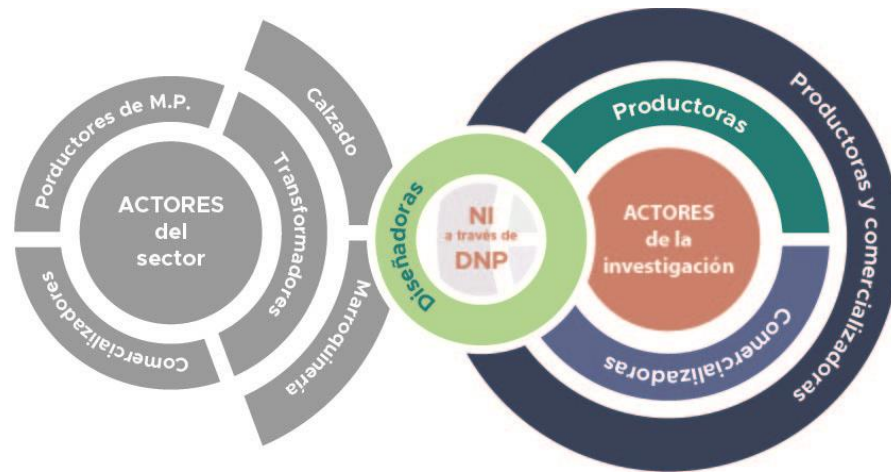 Calzado
Porductores de M.P.
Transformadores
ACTORES
del
sector
Comercializadores
Marroquinería
Diseñadoras
NI
a través de
DNP
Productoras
ACTORES
de la
investigación
Comercializadoras
Productoras y comercializadoras